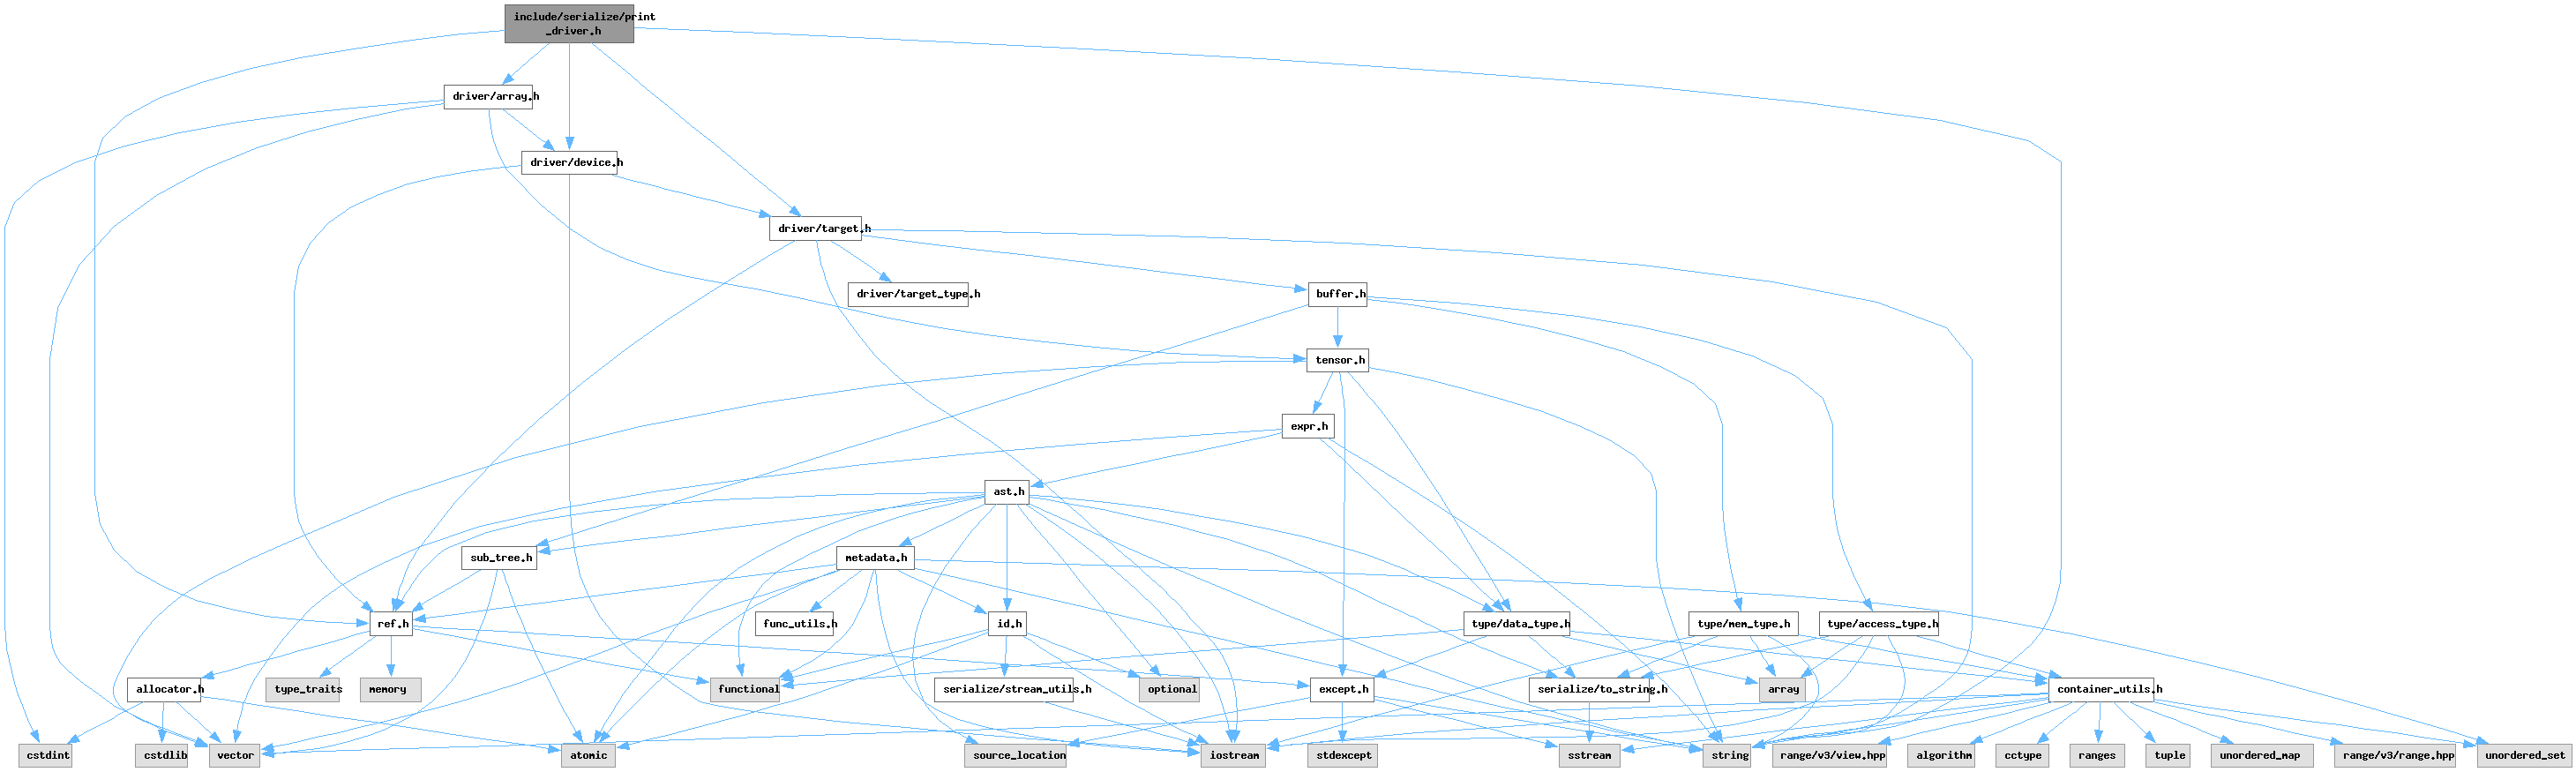 include/serialize/print
_driver.h
driver/array.h
driver/device.h
driver/target.h
driver/target_type.h
buffer.h
tensor.h
expr.h
ast.h
sub_tree.h
metadata.h
ref.h
func_utils.h
id.h
type/data_type.h
type/mem_type.h
type/access_type.h
allocator.h
type_traits
memory
functional
serialize/stream_utils.h
optional
except.h
serialize/to_string.h
array
container_utils.h
cstdint
cstdlib
vector
atomic
source_location
iostream
stdexcept
sstream
string
range/v3/view.hpp
algorithm
cctype
ranges
tuple
unordered_map
range/v3/range.hpp
unordered_set